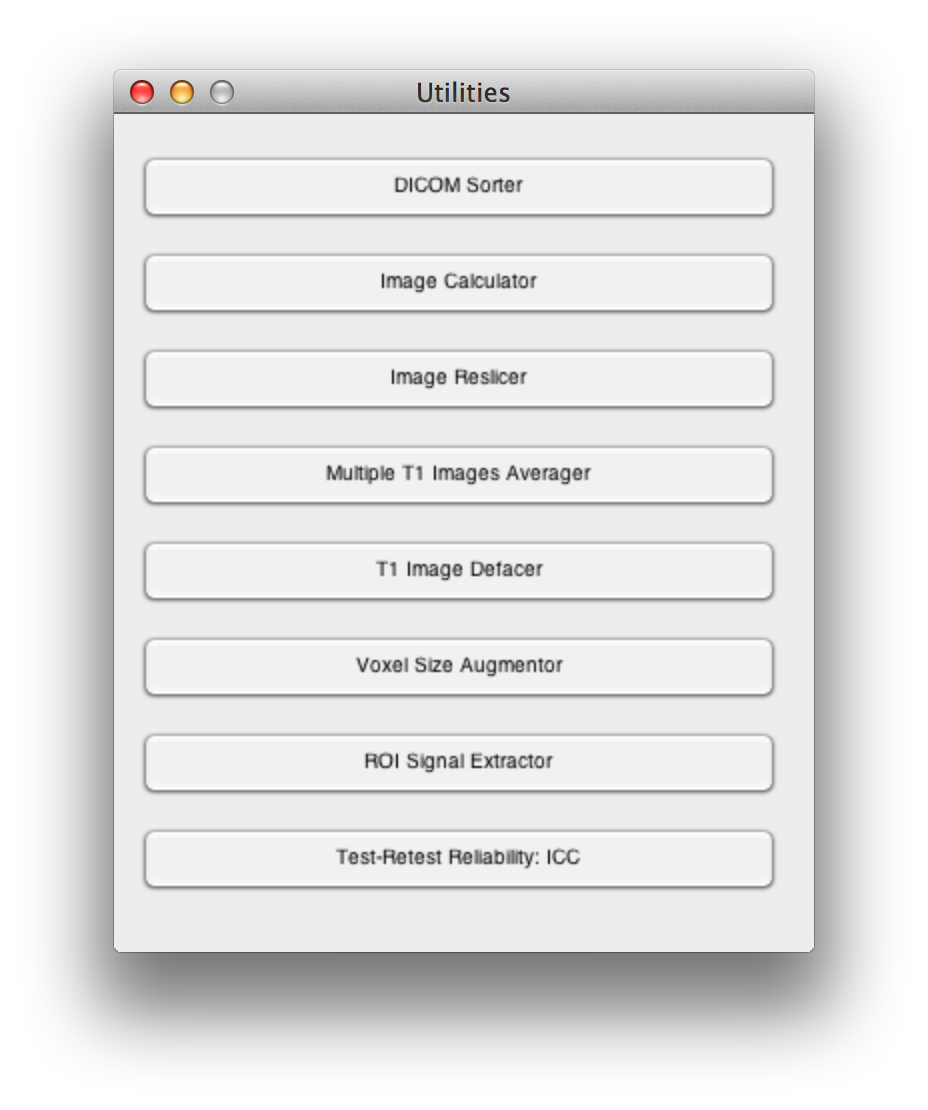 Utilities
DICOM Sorter
Image Calculator
Image Reslicer
Multiple T1 Images Averager
T1 Image Defacer
Voxel Size Augmentor
ROI Signal Extractor
Test-Retest Reliability: ICC